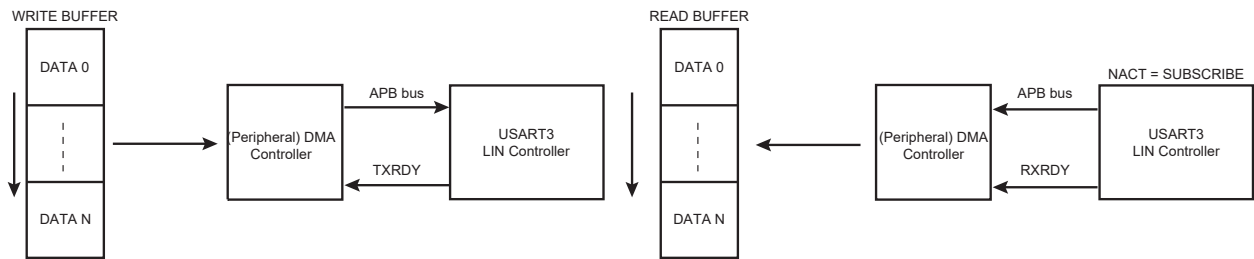 WRITE BUFFER
DATA 0
DATA N
(Peripheral) DMA
Controller
APB bus
TXRDY
USART3
LIN Controller
READ BUFFER
DATA 0
DATA N
(Peripheral) DMA
Controller
APB bus
RXRDY
NACT = SUBSCRIBE
USART3
LIN Controller